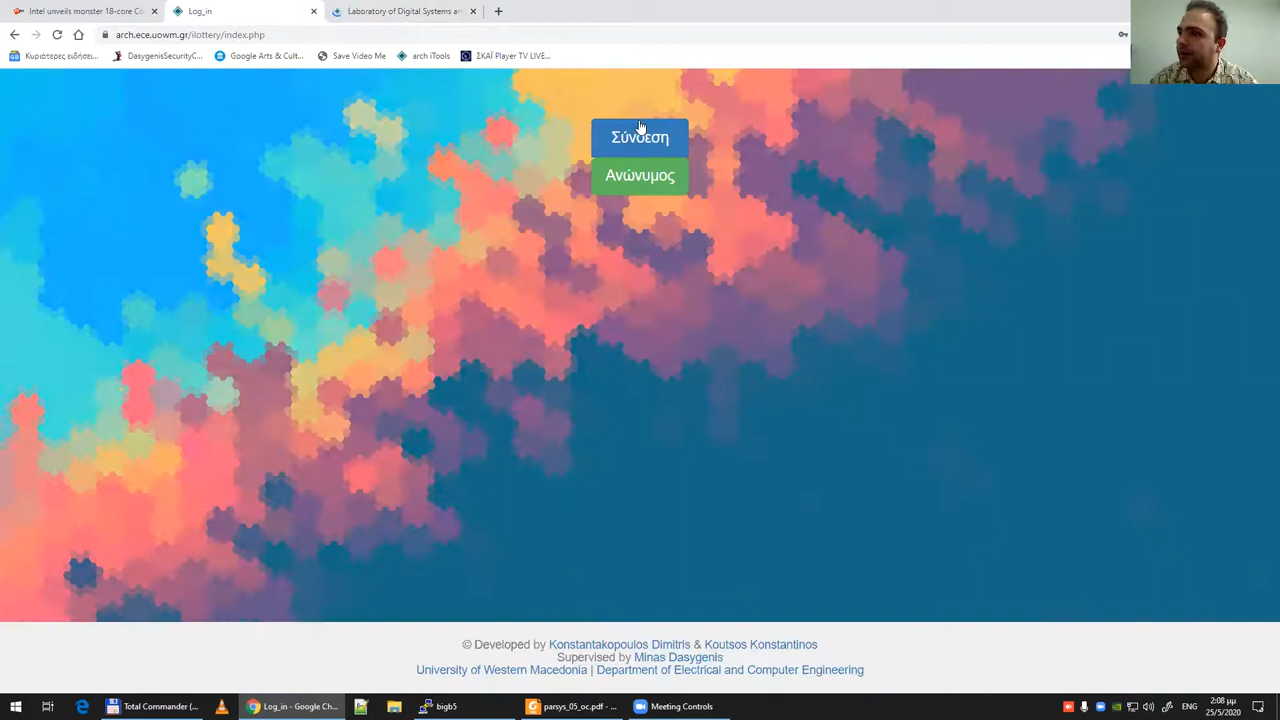 Intel unveils monster 18-core Co
Log_in
Laboratory of Digital Systems an
arch.ece.uowm.gr/ilottery/index.php
Κυριότερες ειδήσει...
DasygenisSecurityC...
Google Arts & Cult...
Save Video Me
arch iTools
ΣΚΑΪ Player TV LIVE...
Σύνδεση
Ανώνυμος
© Developed by Konstantakopoulos Dimitris & Koutsos Konstantinos
Supervised by Minas Dasygenis
University of Western Macedonia | Department of Electrical and Computer Engineering
Total Commander (...
Log_in - Google Ch...
bigb5
parsys_05_oc.pdf - ...
Meeting Controls
ENG
2:08 μμ
25/5/2020